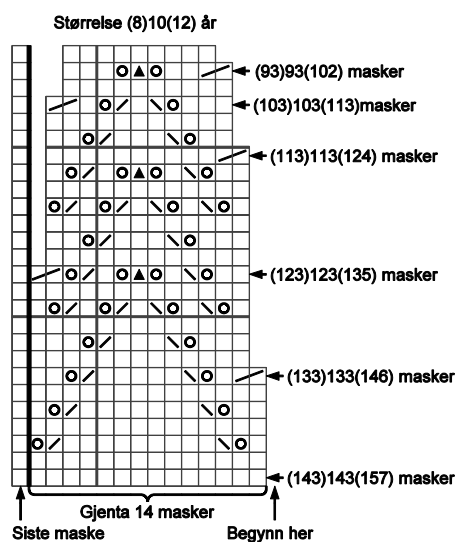 Størrelse (8)10(12) år
(93)93(102) masker
(103)103(113)masker
(113)113(124) masker
(123)123(135) masker
(133)133(146) masker
(143)143(157) masker
Gjenta 14 masker
Siste maske
Begynn her